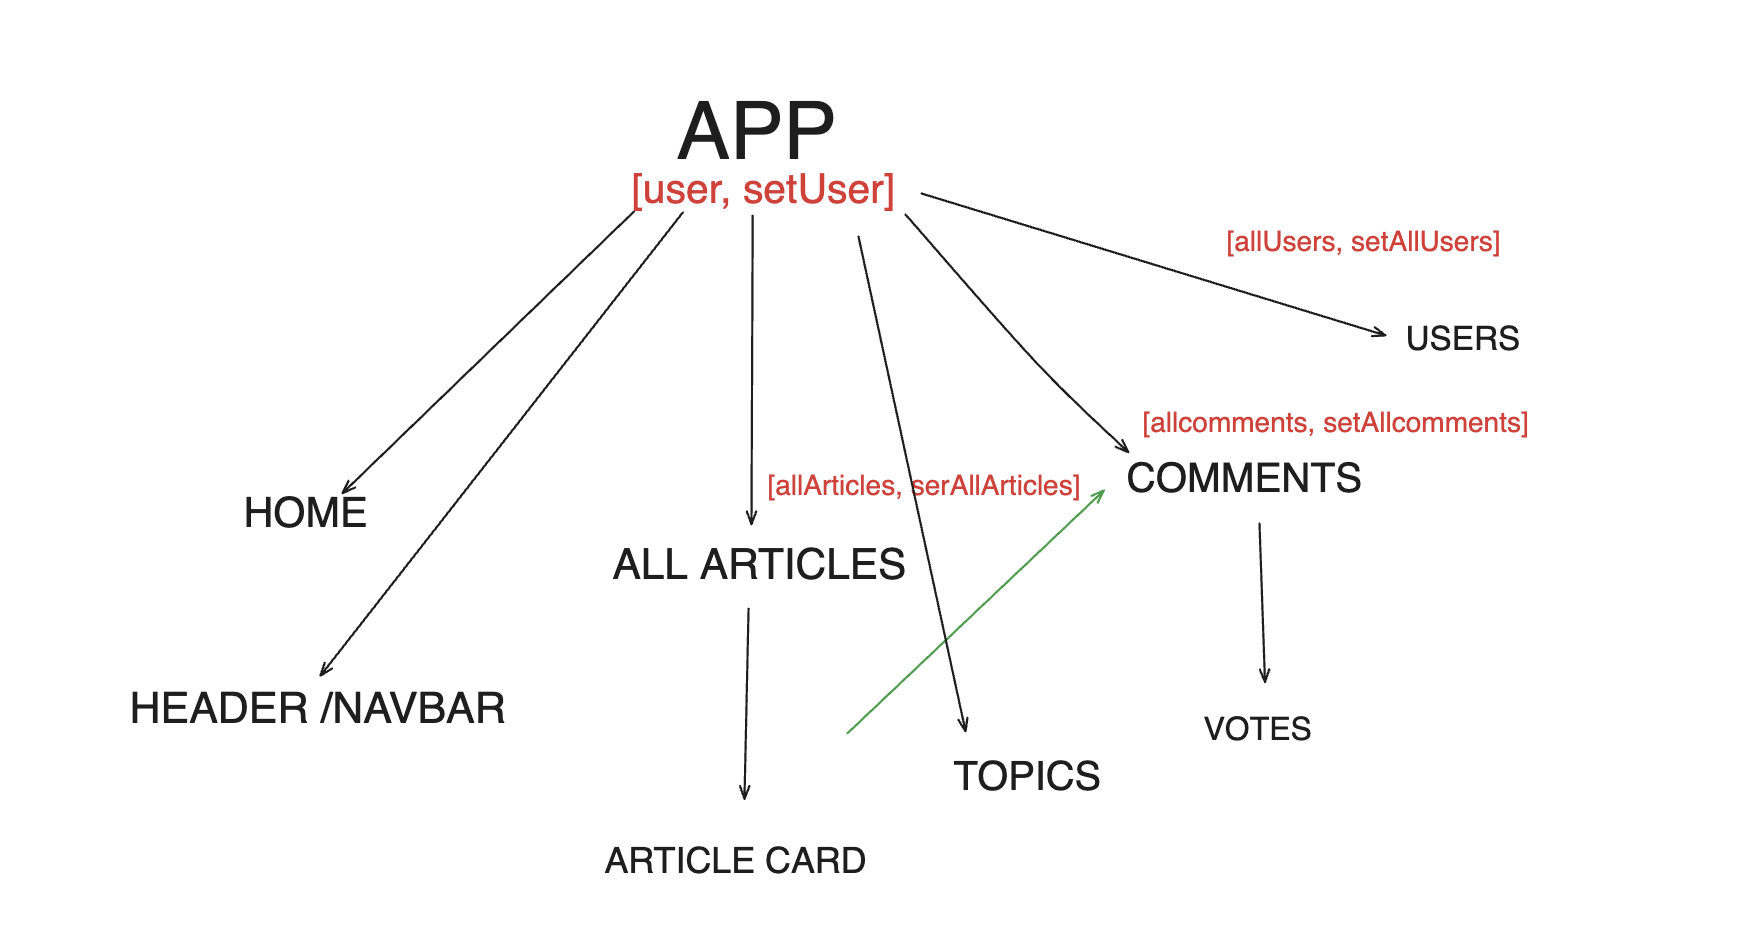 APP
[user, setUser]
[allUsers, setAllUsers]
USERS
[allcomments, setAllcomments]
COMMENTS
[allArticles, serAllArticles]
HOME
ALL ARTICLES
HEADER /NAVBAR
VOTES
TOPICS
ARTICLE CARD